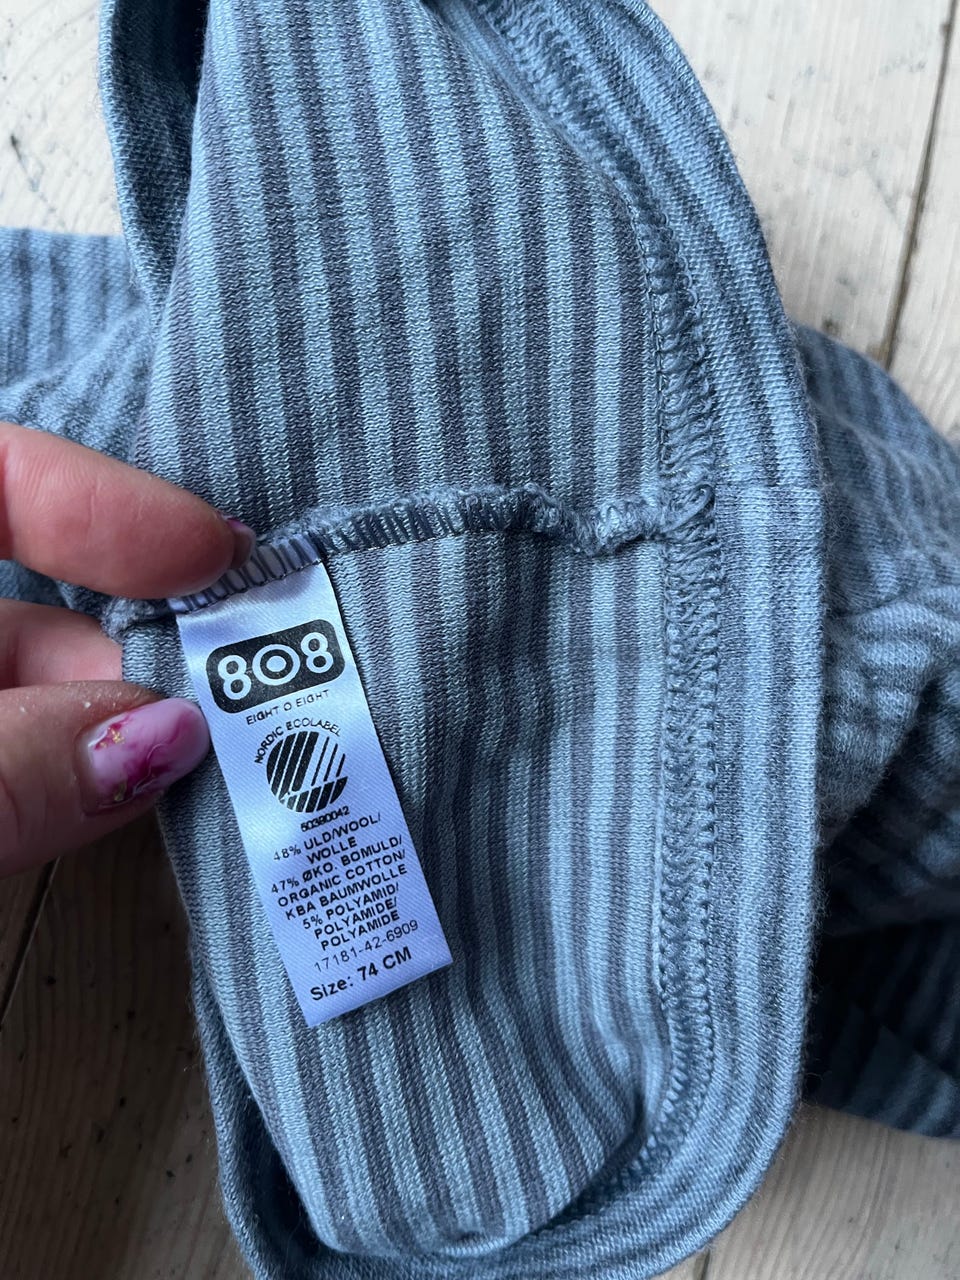 808
EIGHT O EIGHT
NORDIC ECOLABEL
50390042
48% ULD/WOOL/
WOLLE
47% ØKO. BOMULD/
ORGANIC COTTON/
KBA BAUMWOLLE
5% POLYAMID/
POLYAMIDE/
POLYAMIDE
17181-42-6909
Size: 74 CM